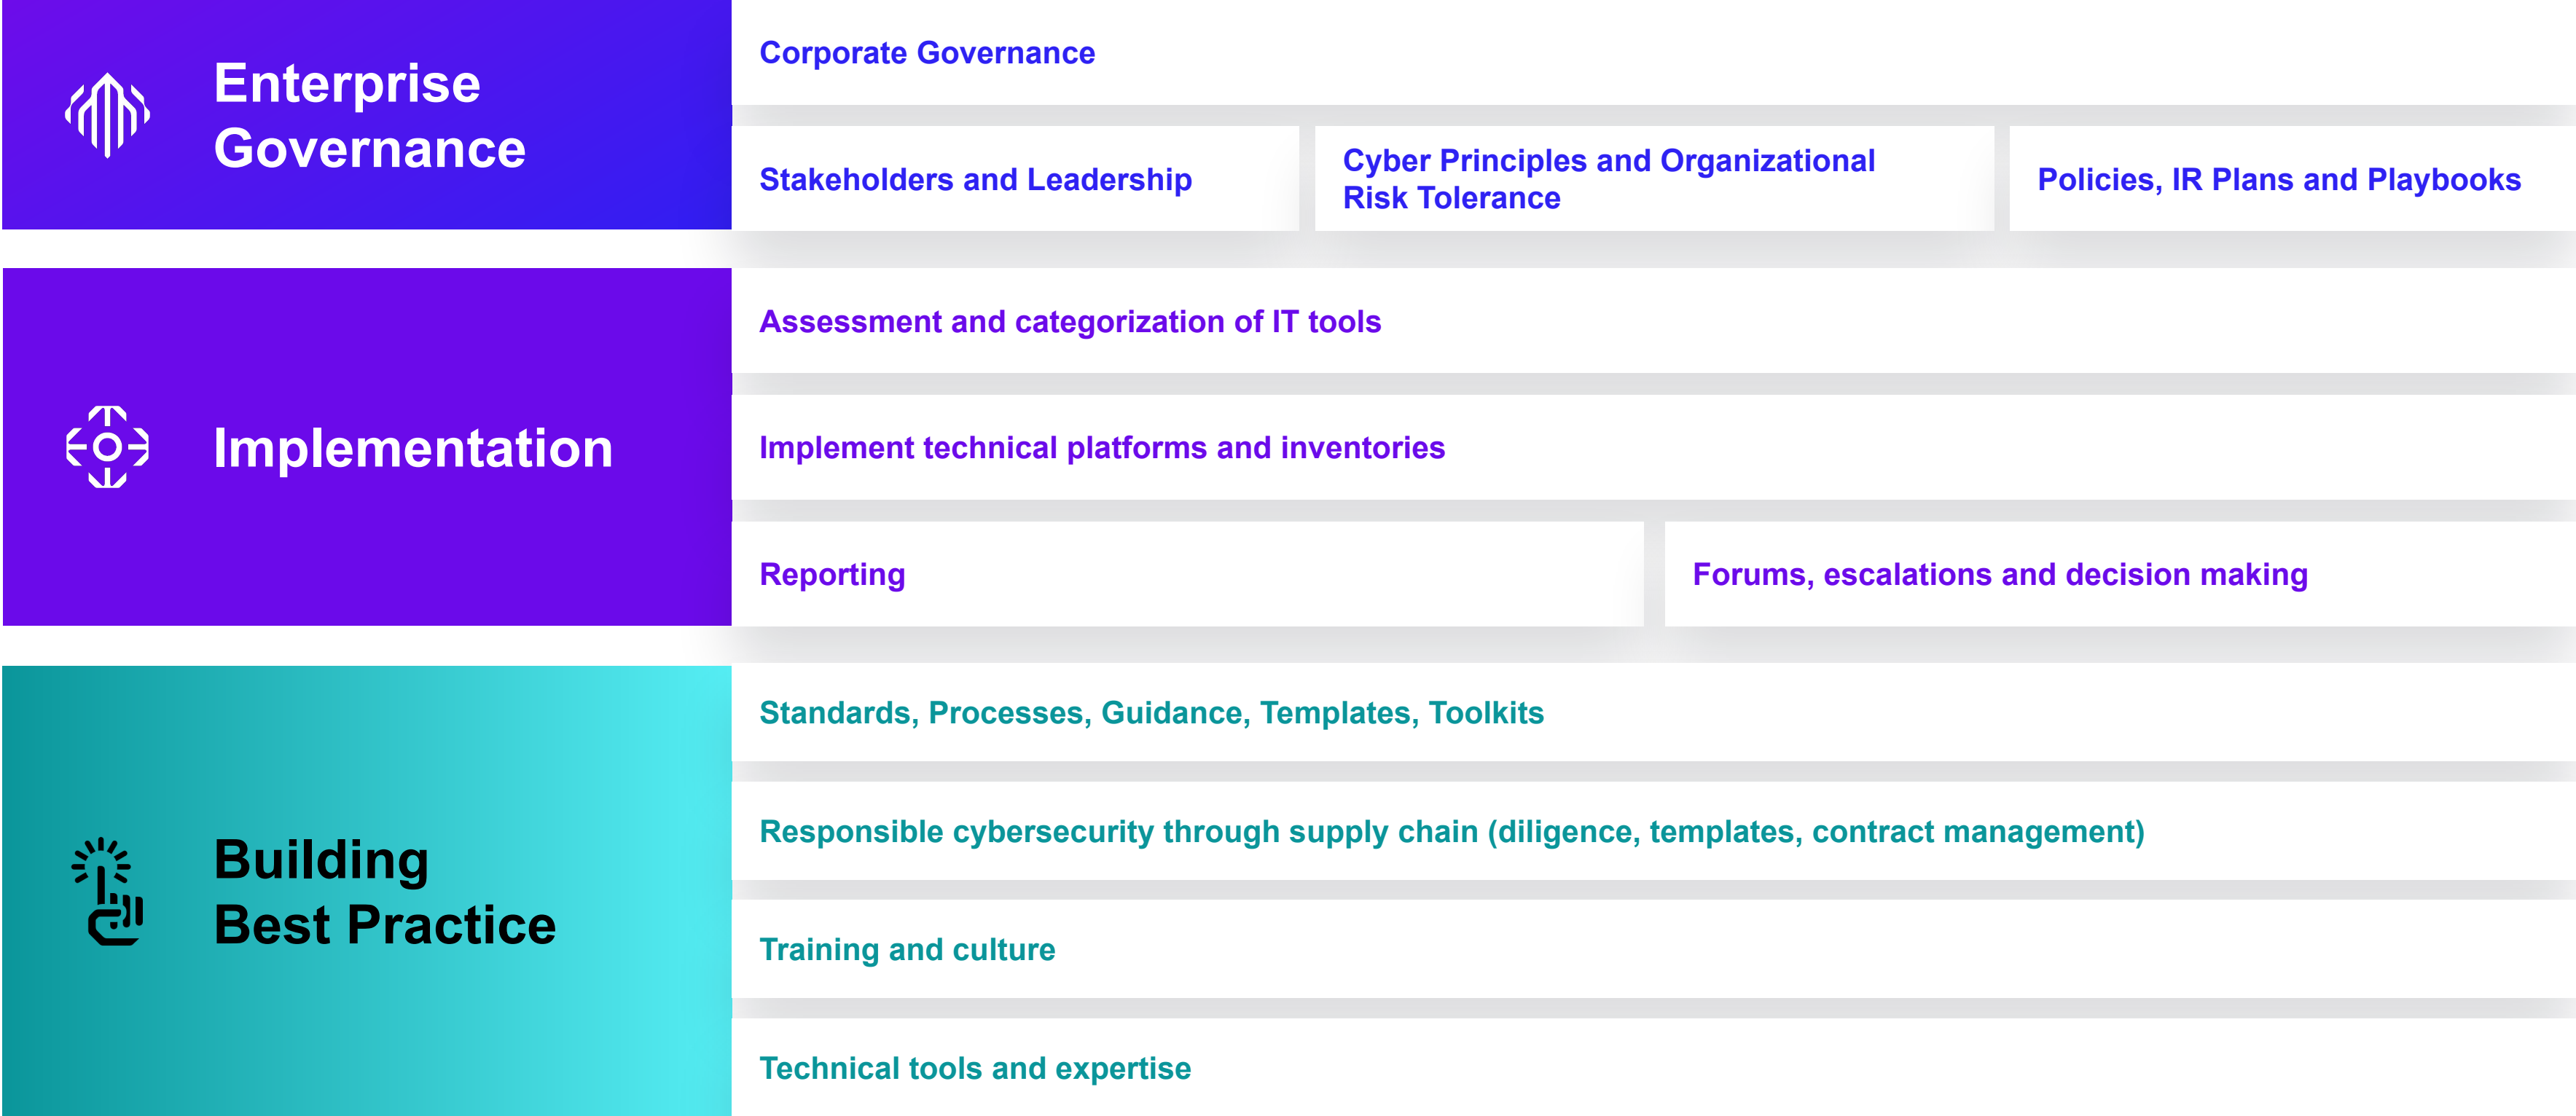 Enterprise
Governance
Corporate Governance
Stakeholders and Leadership
Cyber Principles and Organizational
Risk Tolerance
Policies, IR Plans and Playbooks
Implementation
Assessment and categorization of IT tools
Implement technical platforms and inventories
Reporting
Forums, escalations and decision making
Building
Best Practice
Standards, Processes, Guidance, Templates, Toolkits
Responsible cybersecurity through supply chain (diligence, templates, contract management)
Training and culture
Technical tools and expertise